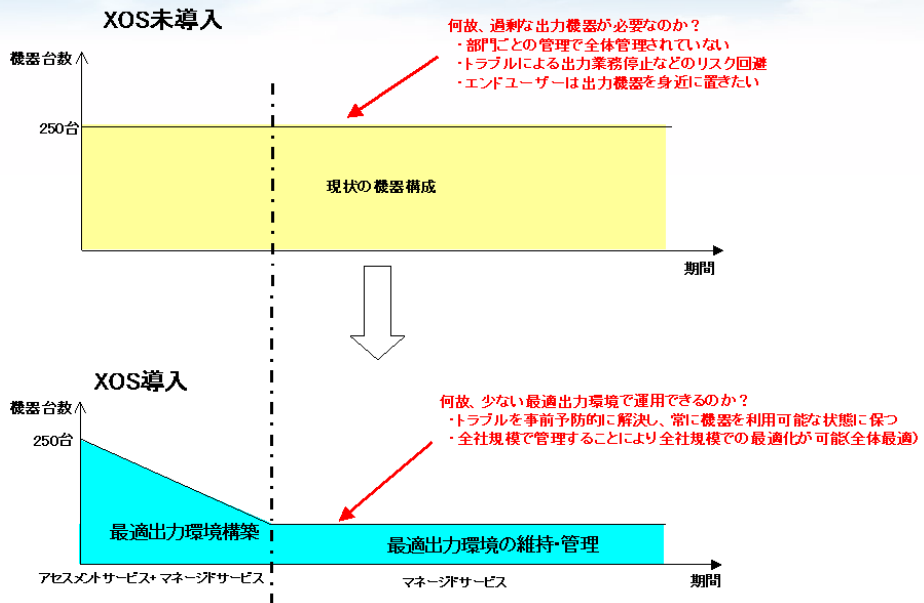 XOS未導入
何故、過剰な出力機器が必要なのか？
・部門ごとの管理で全体管理されていない
・トラブルによる出力業務停止などのリスク回避
・エンドユーザーは出力機器を身近に置きたい
機器台数
250台
現状の機器構成
期間
XOS導入
何故、少ない最適出力環境で運用できるのか？
・トラブルを事前予防的に解決し、常に機器を利用可能な状態に保つ
・全社規模で管理することにより全社規模での最適化が可能(全体最適)
機器台数
250台
最適出力環境構築
最適出力環境の維持・管理
アセスメントサービス+マネージドサービス
マネージドサービス
期間